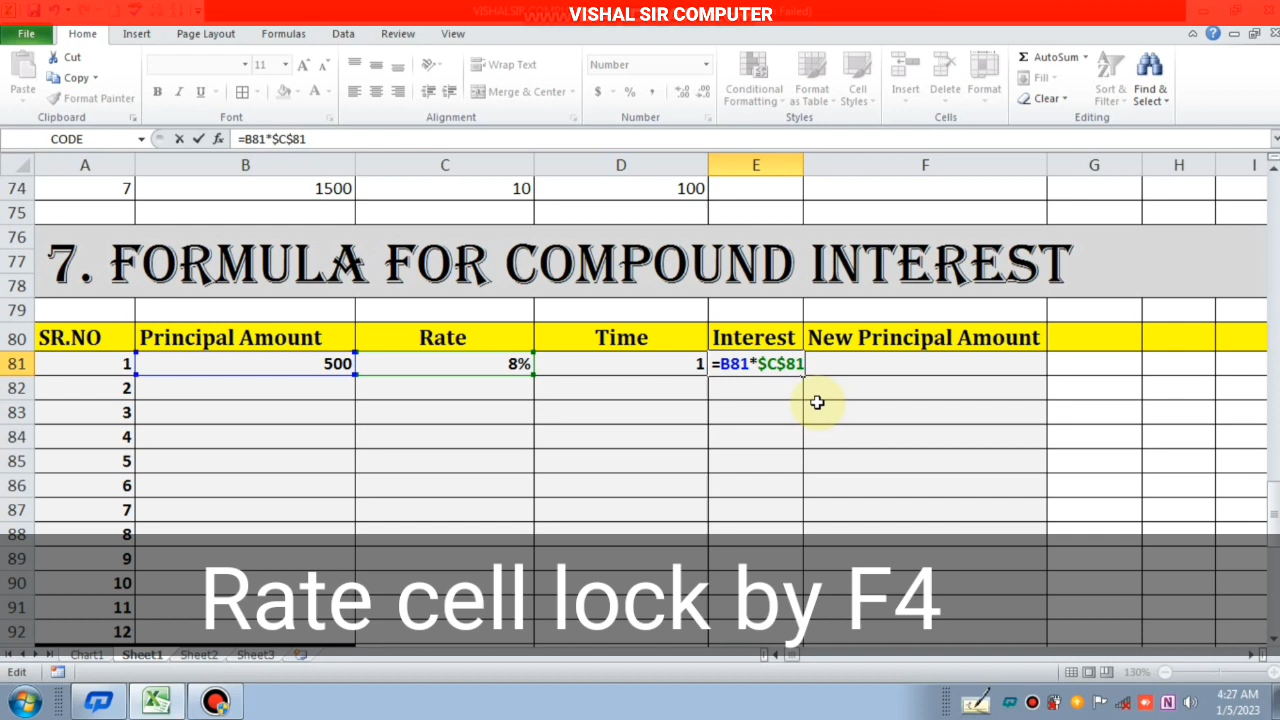 VISHAL SIR COMPUTER
File Home Insert Page Layout Formulas Data Review View
Cut
Copy
Format Painter
Paste
Clipboard
11
B I U
Font
Wrap Text
Merge & Center
Alignment
Number
$ % ,
Number
Conditional Formatting
Format as Table
Cell Styles
Styles
Insert Delete Format
Cells
AutoSum
Fill
Clear
Sort & Filter
Find & Select
Editing
CODE =B81*$C$81
A B C D E F G H I
74 7 1500 10 100
75
76
77 7. FORMULA FOR COMPOUND INTEREST
78
79
80 SR.NO Principal Amount Rate Time Interest New Principal Amount
81 1 500 8% 1 =B81*$C$81
82 2
83 3
84 4
85 5
86 6
87 7
88 8
89 9
90 10
91 11
92 12
Rate cell lock by F4
Chart1 Sheet1 Sheet2 Sheet3
Edit 130%
4:27 AM
1/5/2023